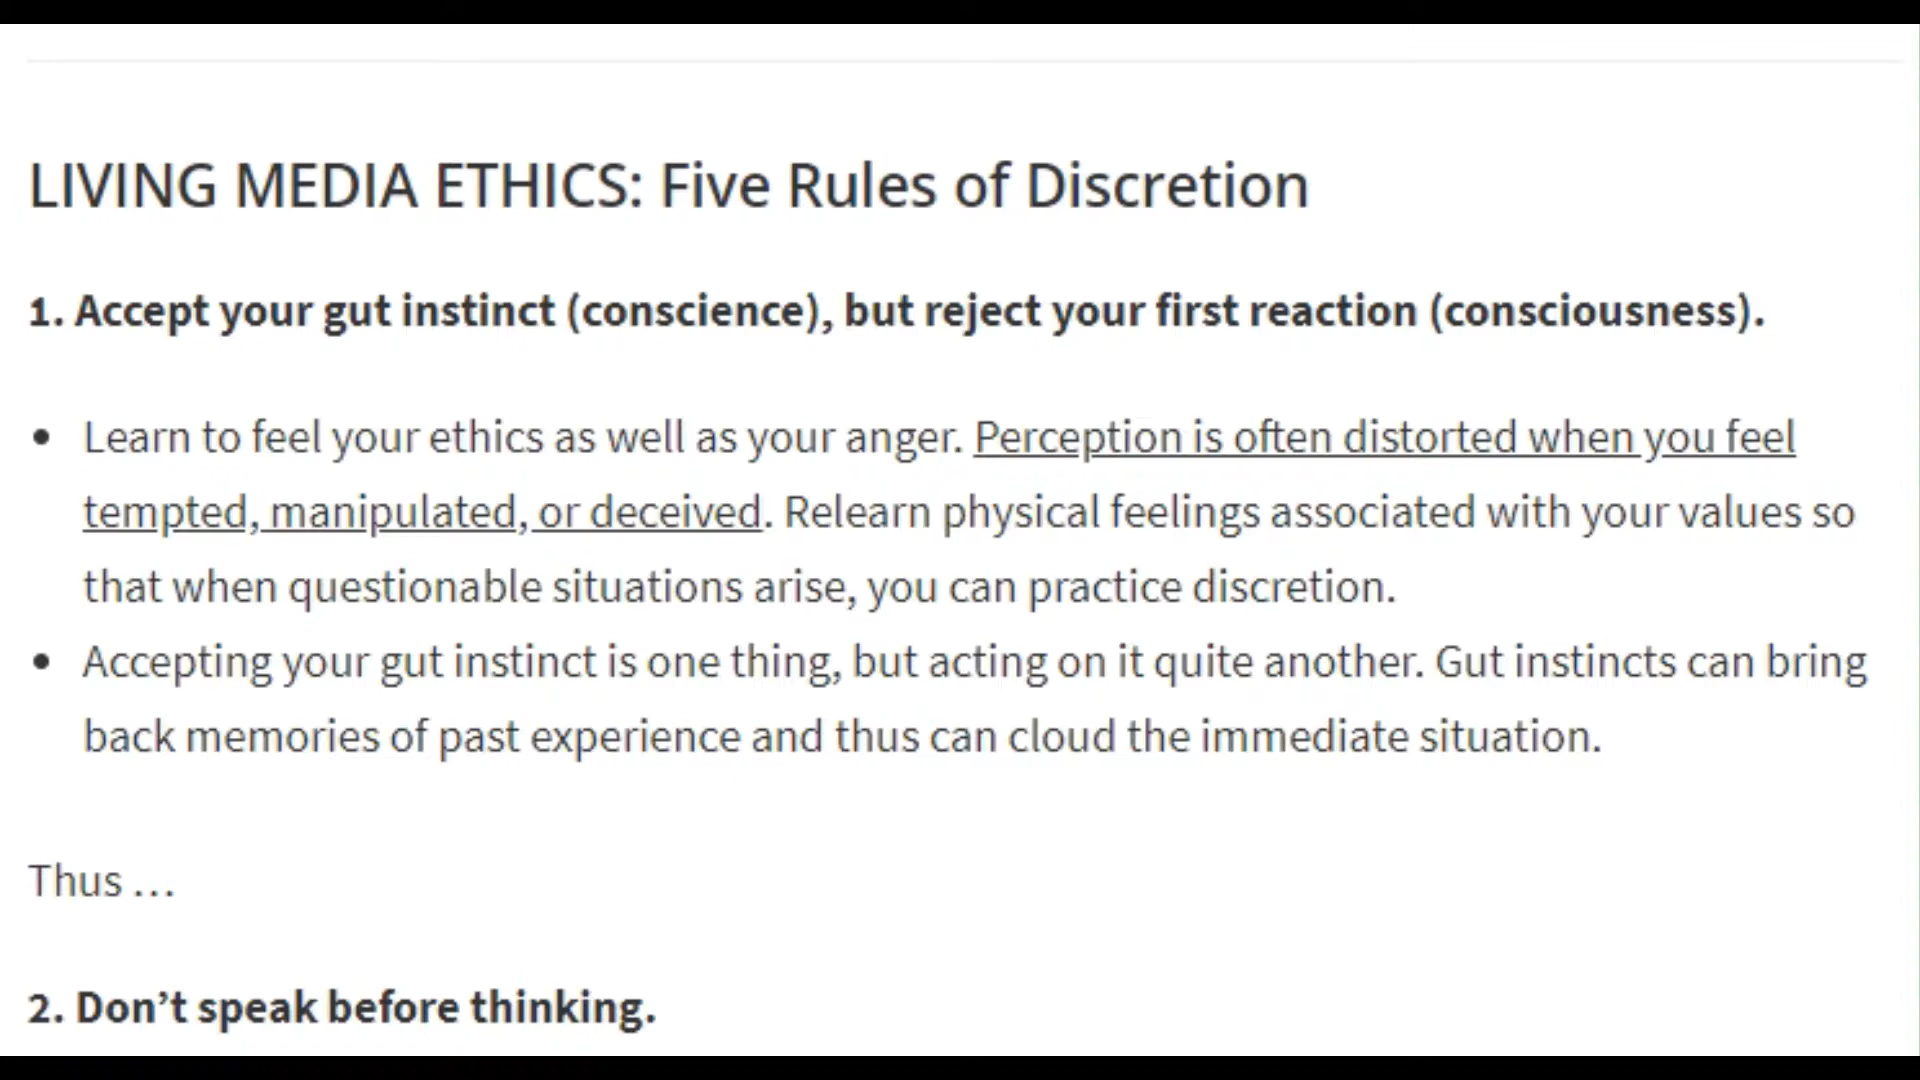 LIVING MEDIA ETHICS: Five Rules of Discretion
1. Accept your gut instinct (conscience), but reject your first reaction (consciousness).
• Learn to feel your ethics as well as your anger. Perception is often distorted when you feel
tempted, manipulated, or deceived. Relearn physical feelings associated with your values so
that when questionable situations arise, you can practice discretion.
• Accepting your gut instinct is one thing, but acting on it quite another. Gut instincts can bring
back memories of past experience and thus can cloud the immediate situation.
Thus …
2. Don’t speak before thinking.